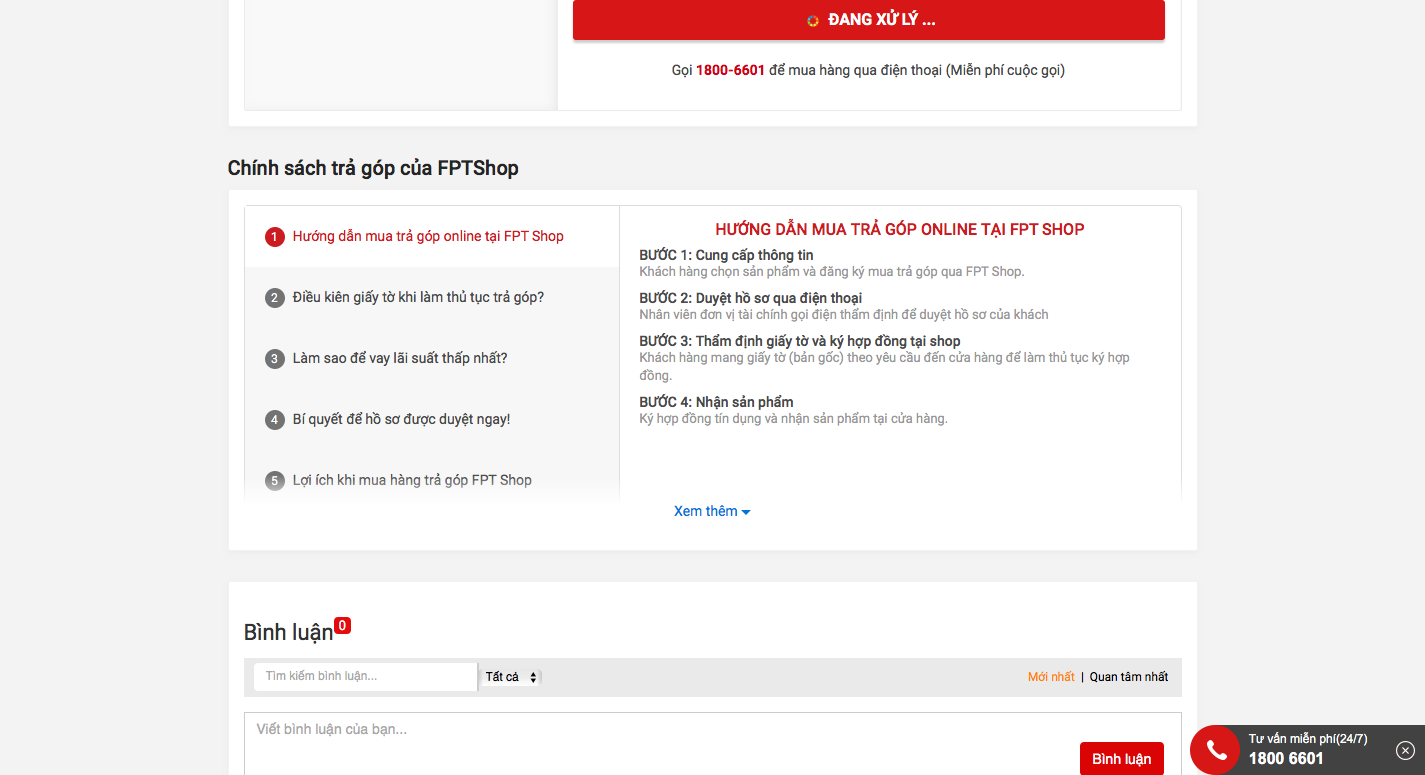 ĐANG XỬ LÝ ...
Gọi 1800-6601 để mua hàng qua điện thoại (Miễn phí cuộc gọi)
Chính sách trả góp của FPTShop
1 Hướng dẫn mua trả góp online tại FPT Shop
2 Điều kiên giấy tờ khi làm thủ tục trả góp?
3 Làm sao để vay lãi suất thấp nhất?
4 Bí quyết để hồ sơ được duyệt ngay!
5 Lợi ích khi mua hàng trả góp FPT Shop
HƯỚNG DẪN MUA TRẢ GÓP ONLINE TẠI FPT SHOP
BƯỚC 1: Cung cấp thông tin
Khách hàng chọn sản phẩm và đăng ký mua trả góp qua FPT Shop.
BƯỚC 2: Duyệt hồ sơ qua điện thoại
Nhân viên đơn vị tài chính gọi điện thẩm định để duyệt hồ sơ của khách
BƯỚC 3: Thẩm định giấy tờ và ký hợp đồng tại shop
Khách hàng mang giấy tờ (bản gốc) theo yêu cầu đến cửa hàng để làm thủ tục ký hợp
đồng.
BƯỚC 4: Nhận sản phẩm
Ký hợp đồng tín dụng và nhận sản phẩm tại cửa hàng.
Xem thêm
Bình luận 0
Tìm kiếm bình luận... Tất cả Mới nhất | Quan tâm nhất
Viết bình luận của bạn...
Bình luận
Tư vấn miễn phí(24/7)
1800 6601